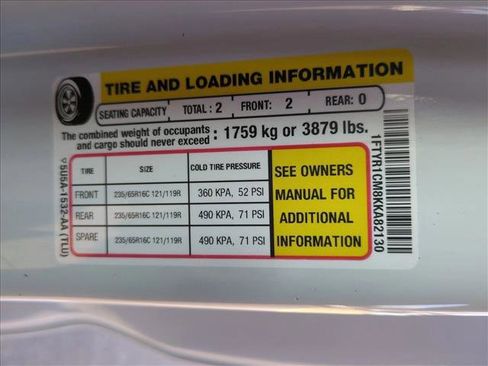 TIRE AND LOADING INFORMATION
SEATING CAPACITY TOTAL: 2 FRONT: 2 REAR: 0
The combined weight of occupants and cargo should never exceed : 1759 kg or 3879 lbs.
TIRE SIZE COLD TIRE PRESSURE
FRONT 235/65R16C 121/119R 360 KPA, 52 PSI
REAR 235/65R16C 121/119R 490 KPA, 71 PSI
SPARE 235/65R16C 121/119R 490 KPA, 71 PSI
SEE OWNERS
MANUAL FOR
ADDITIONAL
INFORMATION
5U5A-1532-AA (TLU)
1FTYR1CM8KKA82130